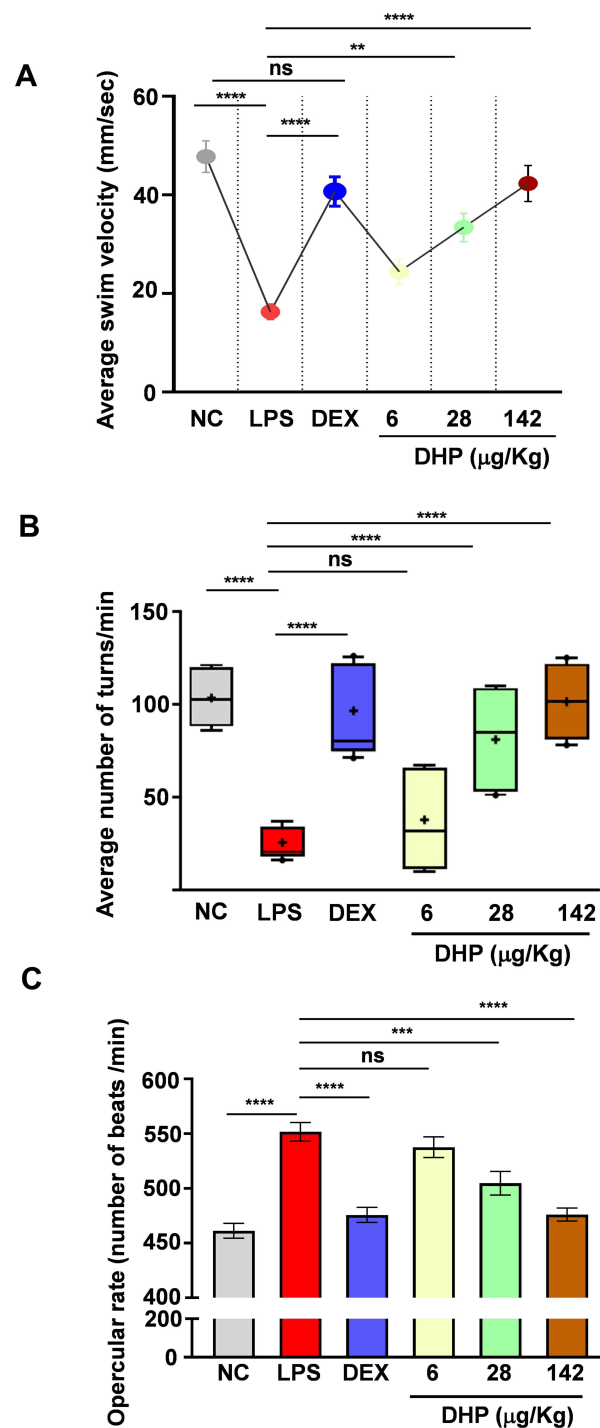 A
****
**
ns
****
****
Average swim velocity (mm/sec)
60
40
20
0
NC LPS DEX 6 28 142
DHP (μg/Kg)
B
****
****
ns
****
****
Average number of turns/min
150
100
50
NC LPS DEX 6 28 142
DHP (μg/Kg)
C
****
***
ns
****
****
Opercular rate (number of beats /min)
600
550
500
450
400
200
0
NC LPS DEX 6 28 142
DHP (μg/Kg)